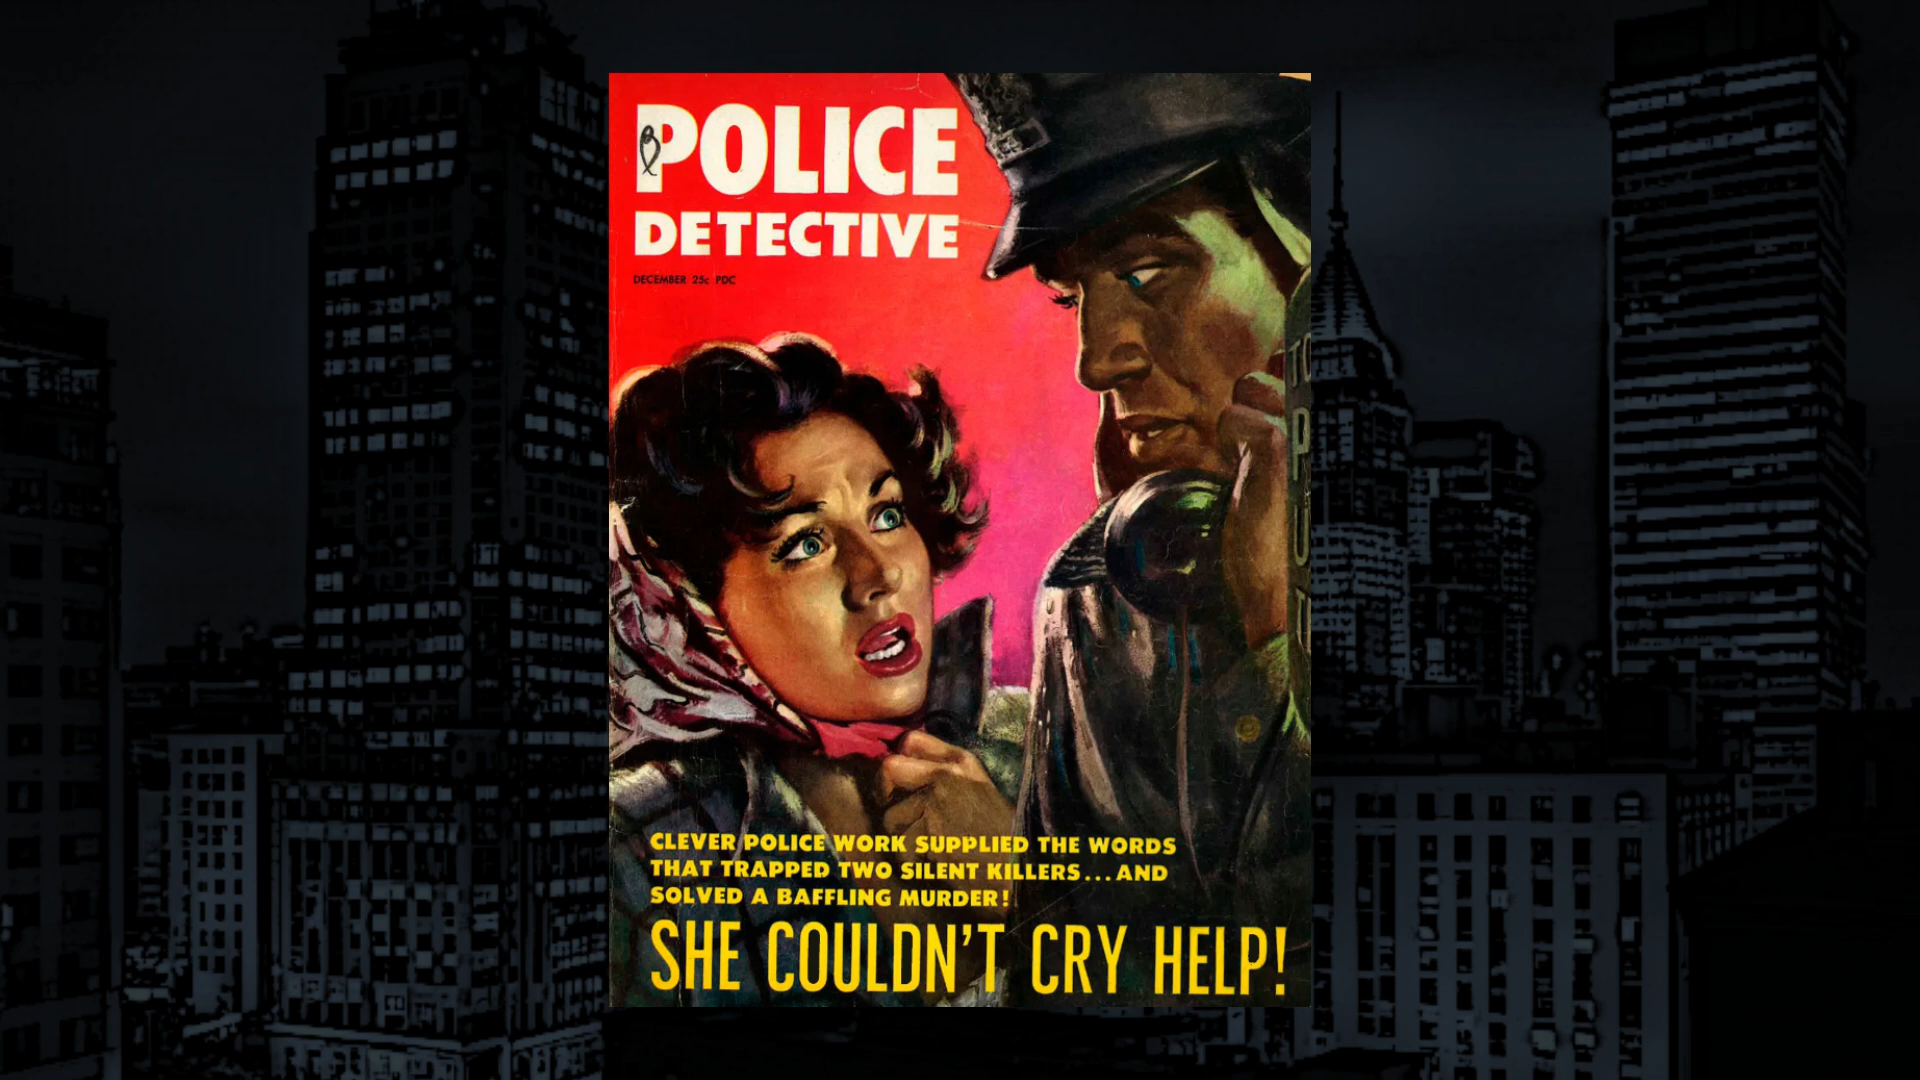 POLICE
DETECTIVE
DECEMBER 25c PDC
CLEVER POLICE WORK SUPPLIED THE WORDS
THAT TRAPPED TWO SILENT KILLERS...AND
SOLVED A BAFFLING MURDER!
SHE COULDN'T CRY HELP!